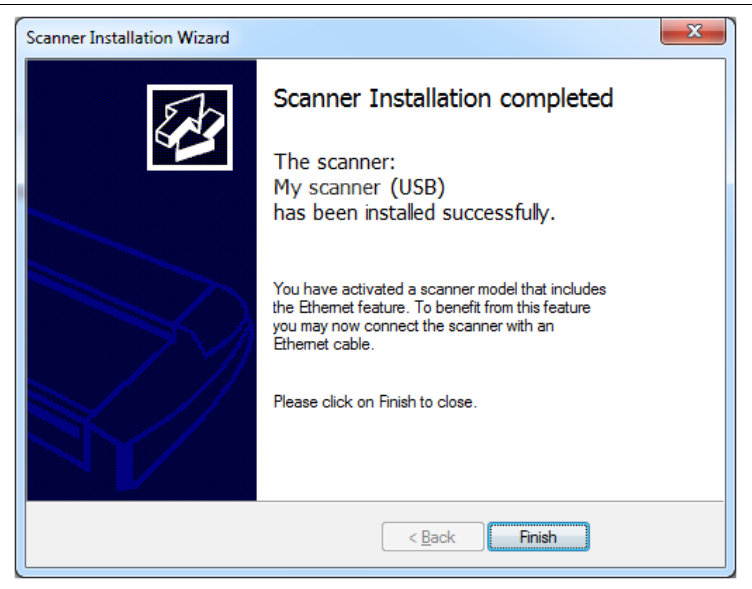 Scanner Installation Wizard
Scanner Installation completed
The scanner:
My scanner (USB)
has been installed successfully.
You have activated a scanner model that includes
the Ethernet feature. To benefit from this feature
you may now connect the scanner with an
Ethernet cable.
Please click on Finish to close.
< Back
Finish